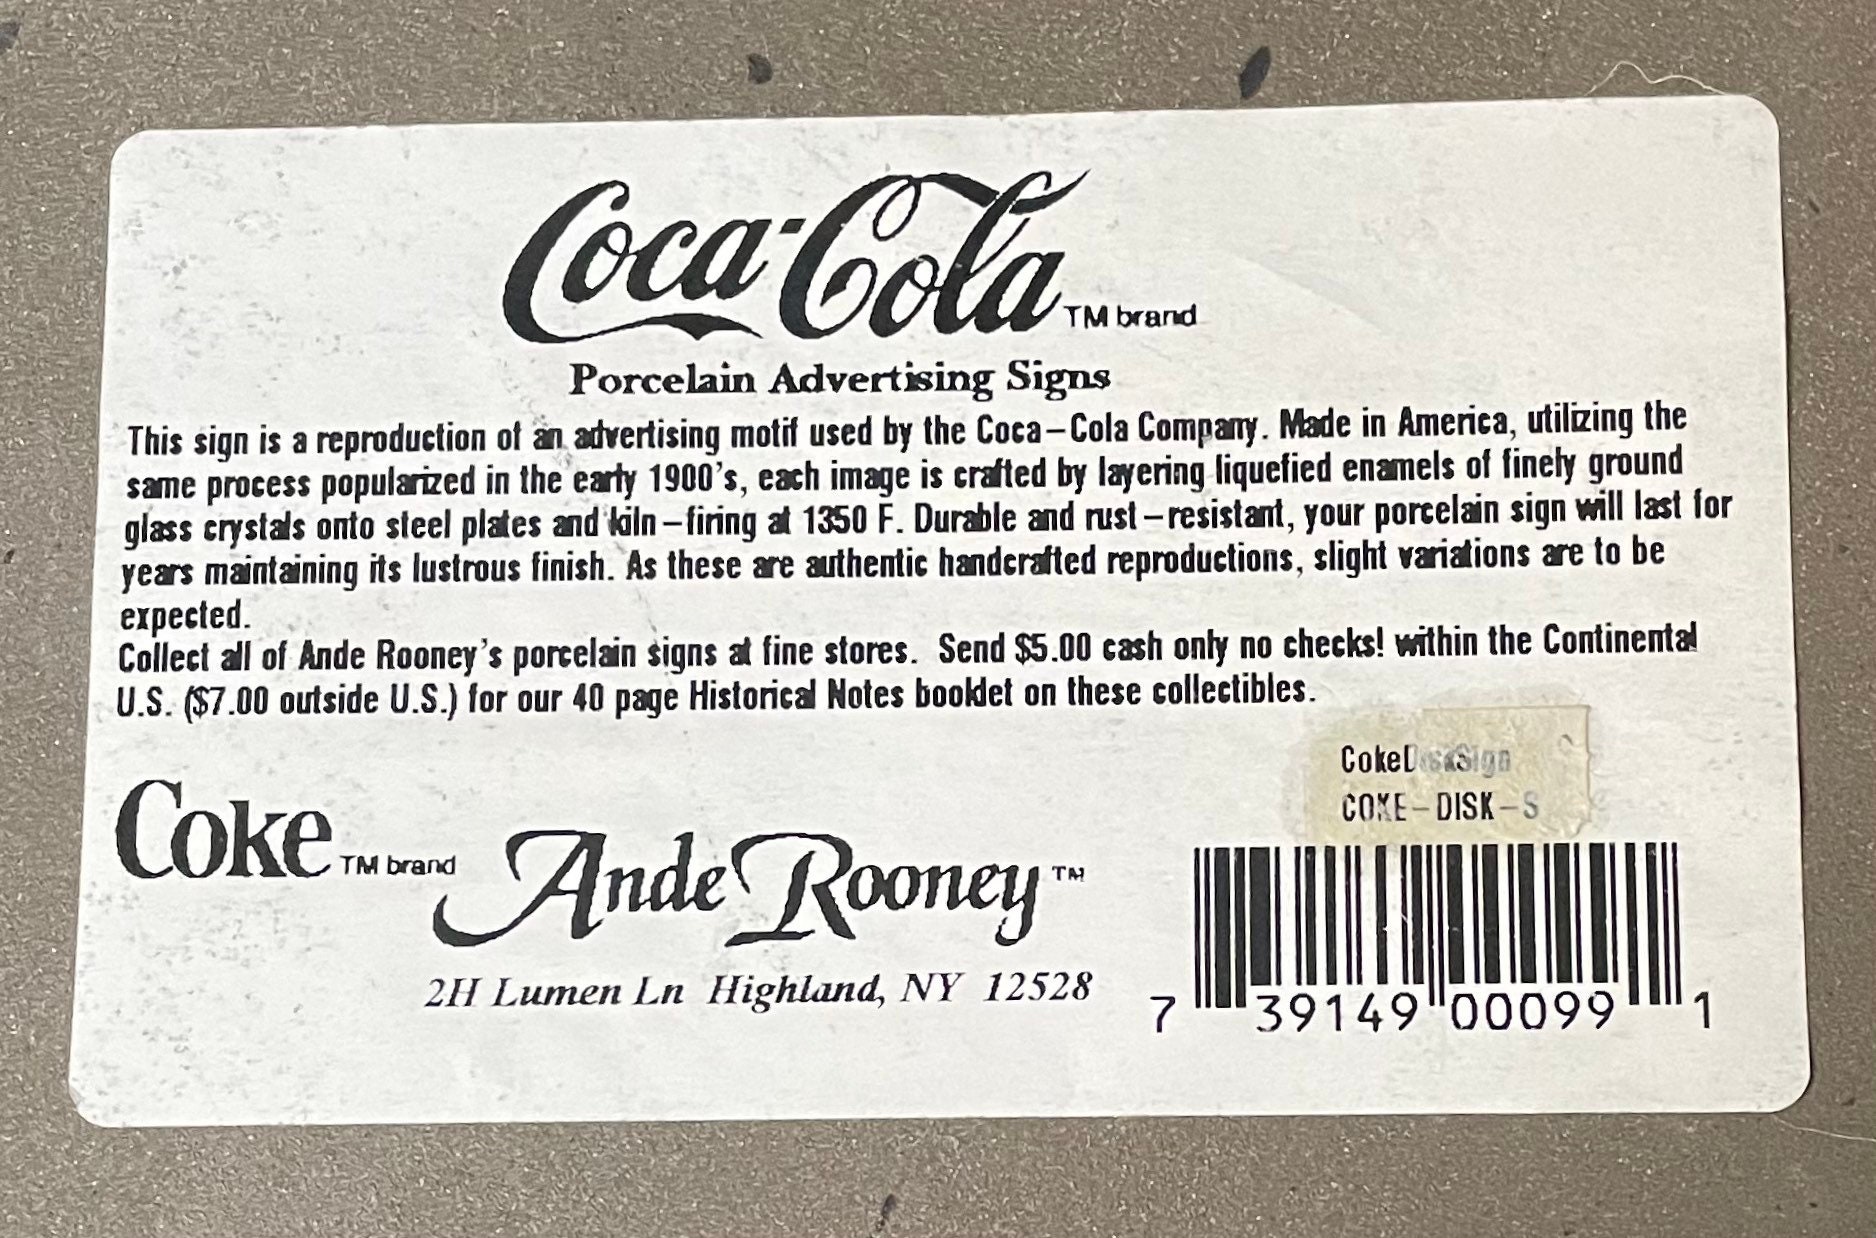 Coca-Cola TM brand
Porcelain Advertising Signs
This sign is a reproduction of an advertising motif used by the Coca-Cola Company. Made in America, utilizing the
same process popularized in the early 1900's, each image is crafted by layering liquefied enamels of finely ground
glass crystals onto steel plates and kiln-firing at 1350 F. Durable and rust-resistant, your porcelain sign will last for
years maintaining its lustrous finish. As these are authentic handcrafted reproductions, slight variations are to be
expected.
Collect all of Ande Rooney's porcelain signs at fine stores. Send $5.00 cash only no checks! within the Continental
U.S. ($7.00 outside U.S.) for our 40 page Historical Notes booklet on these collectibles.
CokeDiskSign
COKE-DISK-S
Coke TM brand
Ande Rooney TM
2H Lumen Ln Highland, NY 12528
7 39149 00099 1